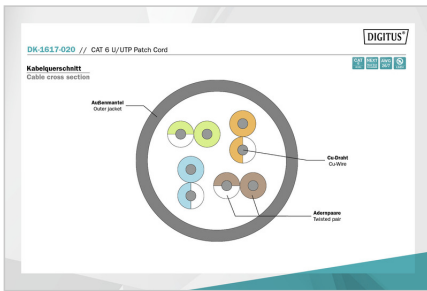 DIGITUS®
DK-1617-020 // CAT 6 U/UTP Patch Cord
Kabelquerschnitt
Cable cross section
Außenmantel
Outer jacket
Cu-Draht
Cu-Wire
Adernpaare
Twisted pair